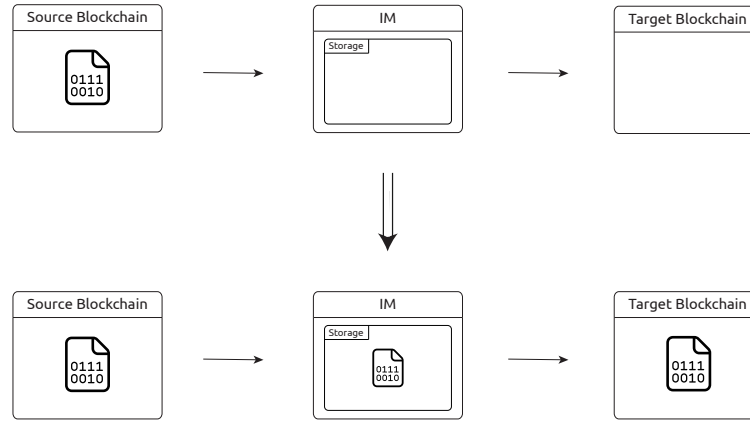 Source Blockchain
IM
Target Blockchain
Storage
0111
0010
Source Blockchain
IM
Target Blockchain
Storage
0111
0010
0111
0010
0111
0010